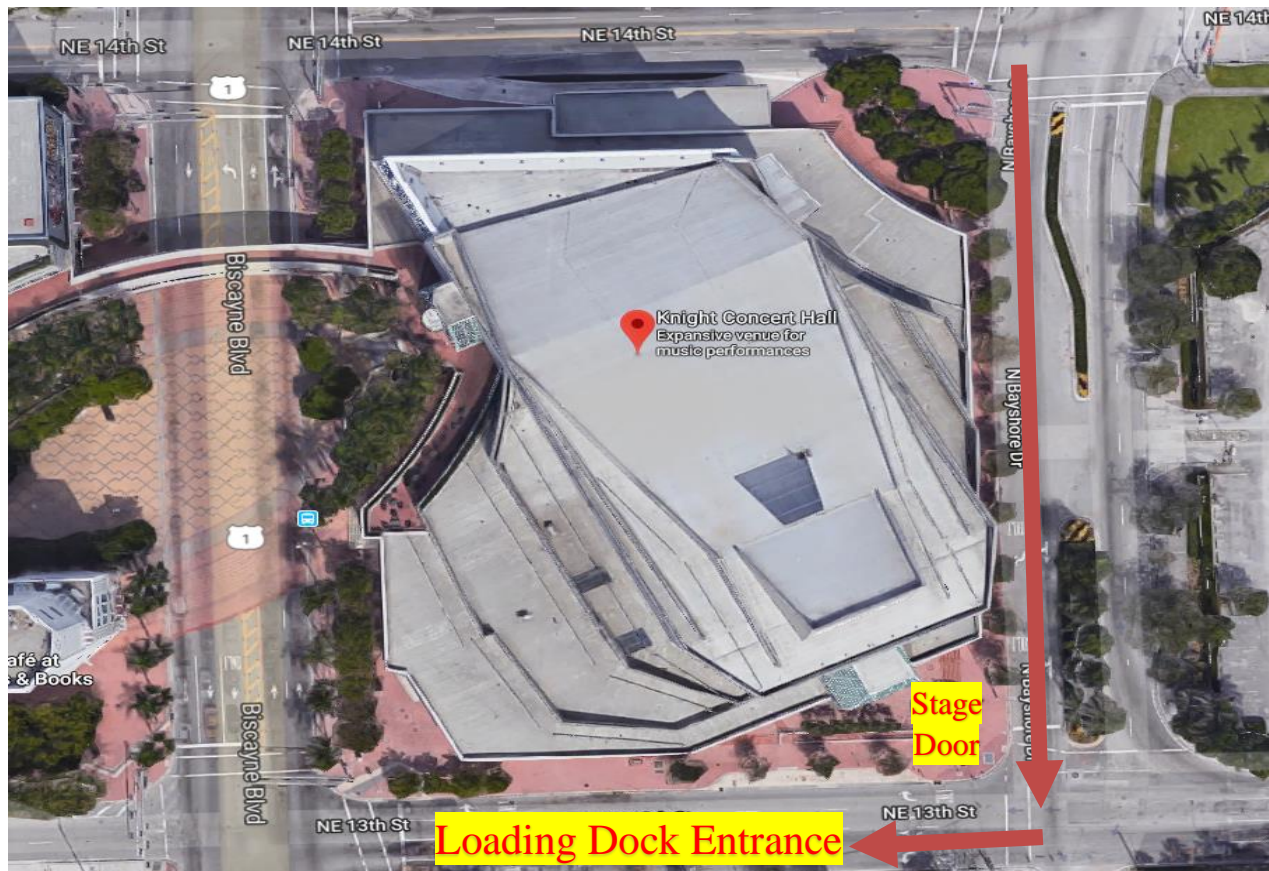 NE 14th St
NE 14th St
NE 14th St
NE 14th
1
N Bayshore
Biscayne Blvd
Knight Concert Hall
Expansive venue for
music performances
N Bayshore Dr
1
afé at
s & Books
Stage
Door
N Bayshore Dr
Biscayne Blvd
NE 13th St
NE 13th St
Loading Dock Entrance